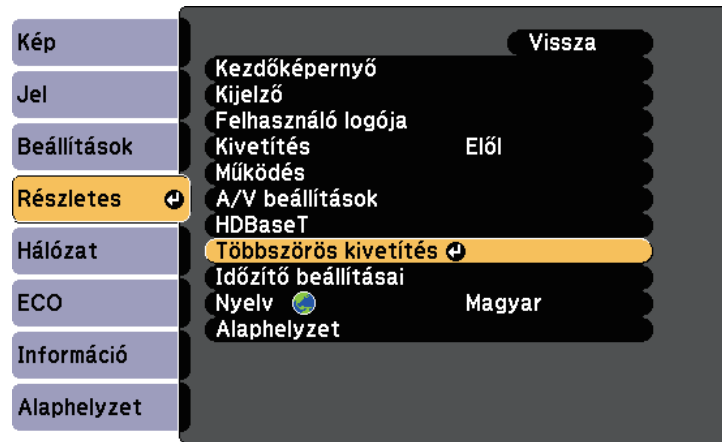 Kép
Jel
Beállítások
Részletes
Hálózat
ECO
Információ
Alaphelyzet
Vissza
Kezdőképernyő
Kijelző
Felhasználó logója
Kivetítés Elől
Működés
A/V beállítások
HDBaseT
Többszörös kivetítés
Időzítő beállításai
Nyelv Magyar
Alaphelyzet